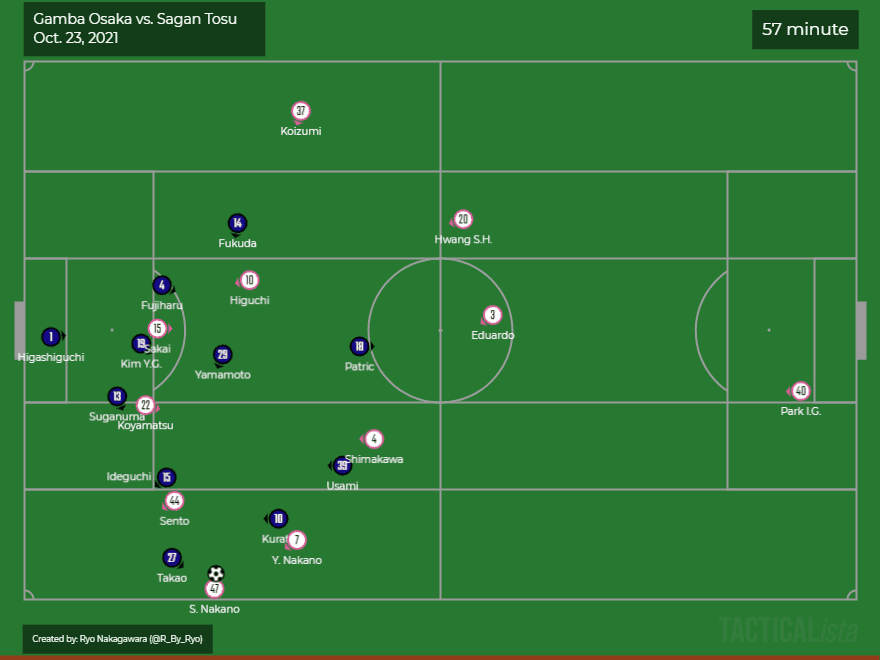 Gamba Osaka vs. Sagan Tosu
Oct. 23, 2021
57 minute
37
Koizumi
14
Fukuda
20
Hwang S.H.
4
Fujiharu
10
Higuchi
3
Eduardo
1
Higashiguchi
15
Sakai
19
Kim Y.G.
29
Yamamoto
18
Patric
13
Suganuma
22
Koyamatsu
40
Park I.G.
4
Shimakawa
39
Usami
Ideguchi
15
44
Sento
10
7
Y. Nakano
27
Takao
47
S. Nakano
TACTICALista
Created by: Ryo Nakagawara (@R_By_Ryo)